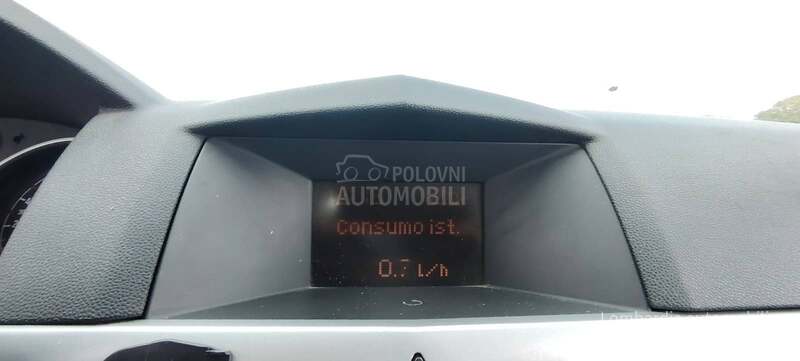 POLOVNI
AUTOMOBILI
Consumo ist.
0.7 L/h